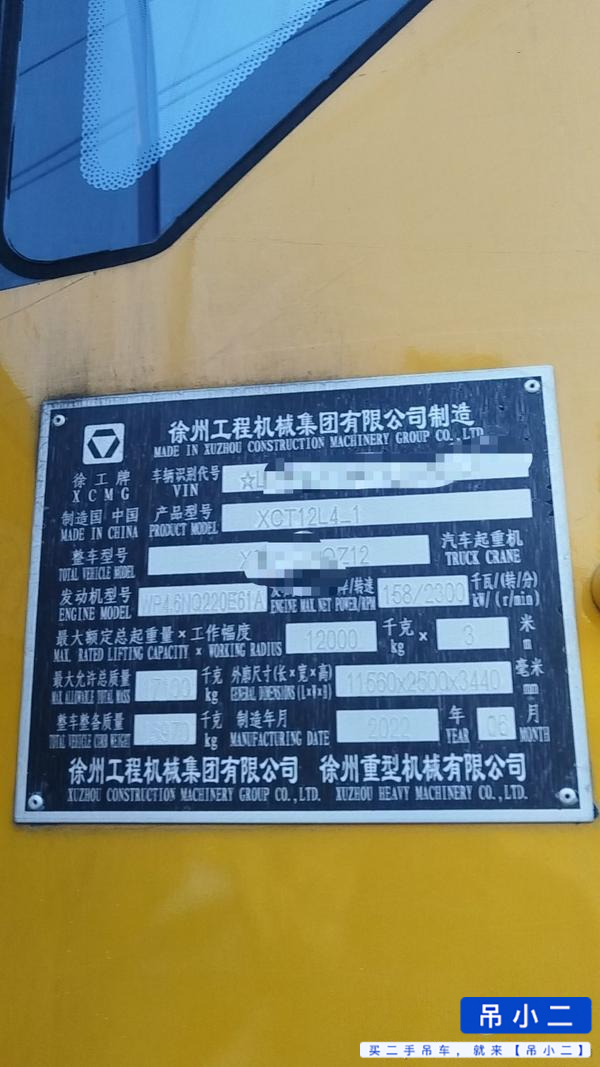 徐州工程机械集团有限公司制造
MADE IN XUZHOU CONSTRUCTION MACHINERY GROUP CO.,LTD.
徐工牌 XCMG 车辆识别代号 VIN ☆L
制造国 中国 MADE IN CHINA 产品型号 PRODUCT MODEL XCT12L4_1
整车型号 TOTAL VEHICLE MODEL QZ12 汽车起重机 TRUCK CRANE
发动机型号 ENGINE MODEL WP4.6NQ220E61A /转速 ENGINE MAX.NET POWER/RPM 158/2300 千瓦/(转/分) kW/(r/min)
最大额定总起重量×工作幅度 MAX. RATED LIFTING CAPACITY × WORKING RADIUS 12000 千克 kg × 3 米 m
最大允许总质量 MAX ALLOWABLE TOTAL MASS 17100 千克 kg 外廓尺寸(长×宽×高) GENERAL DIMENSIONS (L×W×H) 11560x2500x3440 毫米 mm
整车整备质量 TOTAL VEHICLE CURB WEIGHT 千克 kg 制造年月 MANUFACTURING DATE 2022 年 YEAR 06 月 MONTH
徐州工程机械集团有限公司 徐州重型机械有限公司
XUZHOU CONSTRUCTION MACHINERY GROUP CO.,LTD. XUZHOU HEAVY MACHINERY CO.,LTD.
吊小二
买二手吊车，就来【吊小二】